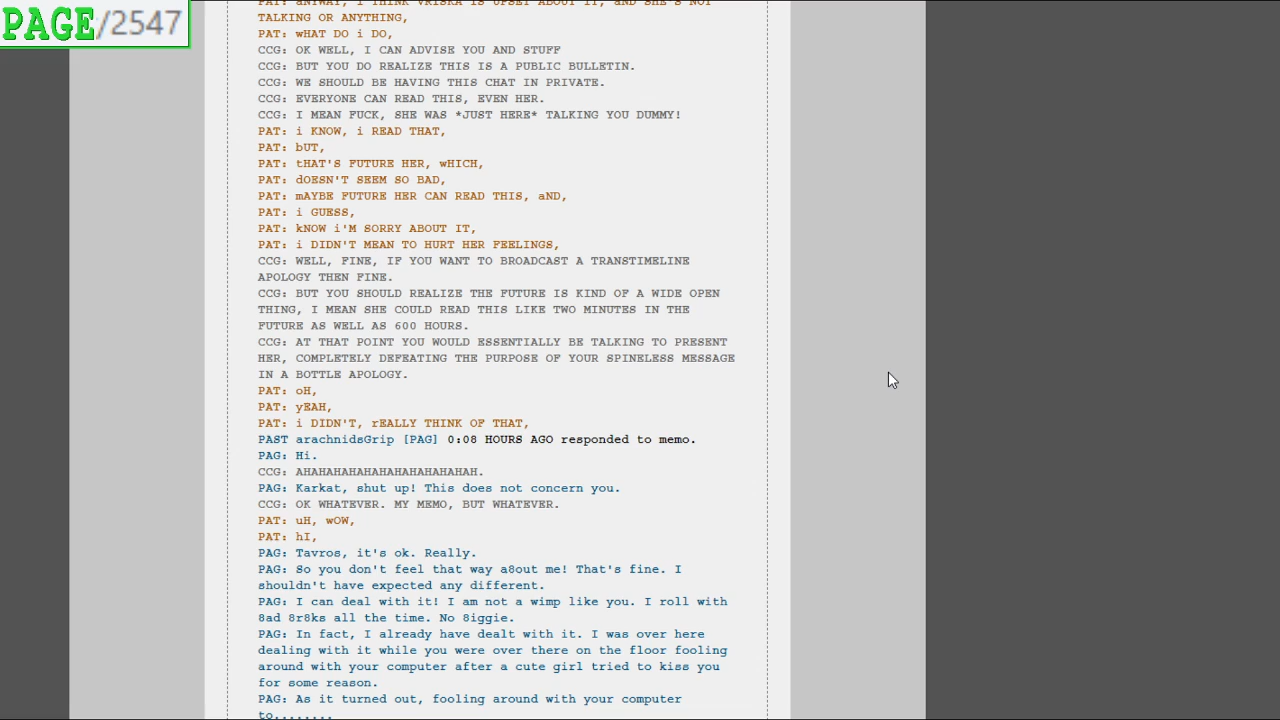 PAGE/2547
PAT: aNYWAY, i THINK VRISKA IS UPSET ABOUT IT, aND SHE'S NOT
TALKING OR ANYTHING,
PAT: wHAT DO i DO,
CCG: OK WELL, I CAN ADVISE YOU AND STUFF
CCG: BUT YOU DO REALIZE THIS IS A PUBLIC BULLETIN.
CCG: WE SHOULD BE HAVING THIS CHAT IN PRIVATE.
CCG: EVERYONE CAN READ THIS, EVEN HER.
CCG: I MEAN FUCK, SHE WAS *JUST HERE* TALKING YOU DUMMY!
PAT: i KNOW, i READ THAT,
PAT: bUT,
PAT: tHAT'S FUTURE HER, wHICH,
PAT: dOESN'T SEEM SO BAD,
PAT: mAYBE FUTURE HER CAN READ THIS, aND,
PAT: i GUESS,
PAT: kNOW i'M SORRY ABOUT IT,
PAT: i DIDN'T MEAN TO HURT HER FEELINGS,
CCG: WELL, FINE, IF YOU WANT TO BROADCAST A TRANSTIMELINE
APOLOGY THEN FINE.
CCG: BUT YOU SHOULD REALIZE THE FUTURE IS KIND OF A WIDE OPEN
THING, I MEAN SHE COULD READ THIS LIKE TWO MINUTES IN THE
FUTURE AS WELL AS 600 HOURS.
CCG: AT THAT POINT YOU WOULD ESSENTIALLY BE TALKING TO PRESENT
HER, COMPLETELY DEFEATING THE PURPOSE OF YOUR SPINELESS MESSAGE
IN A BOTTLE APOLOGY.
PAT: oH,
PAT: yEAH,
PAT: i DIDN'T, rEALLY THINK OF THAT,
PAST arachnidsGrip [PAG] 0:08 HOURS AGO responded to memo.
PAG: Hi.
CCG: AHAHAHAHAHAHAHAHAHAHAHAH.
PAG: Karkat, shut up! This does not concern you.
CCG: OK WHATEVER. MY MEMO, BUT WHATEVER.
PAT: uH, wOW,
PAT: hI,
PAG: Tavros, it's ok. Really.
PAG: So you don't feel that way a8out me! That's fine. I
shouldn't have expected any different.
PAG: I can deal with it! I am not a wimp like you. I roll with
8ad 8r8ks all the time. No 8iggie.
PAG: In fact, I already have dealt with it. I was over here
dealing with it while you were over there on the floor fooling
around with your computer after a cute girl tried to kiss you
for some reason.
PAG: As it turned out, fooling around with your computer
to........